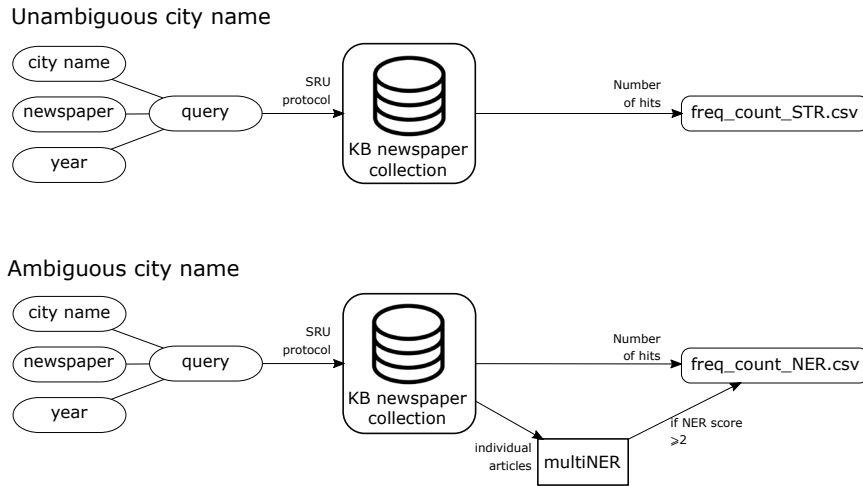 Unambiguous city name
city name
newspaper
year
query
SRU
protocol
KB newspaper
collection
Number
of hits
freq_count_STR.csv
Ambiguous city name
city name
newspaper
year
query
SRU
protocol
KB newspaper
collection
Number
of hits
freq_count_NER.csv
individual
articles
multiNER
if NER score
⩾2